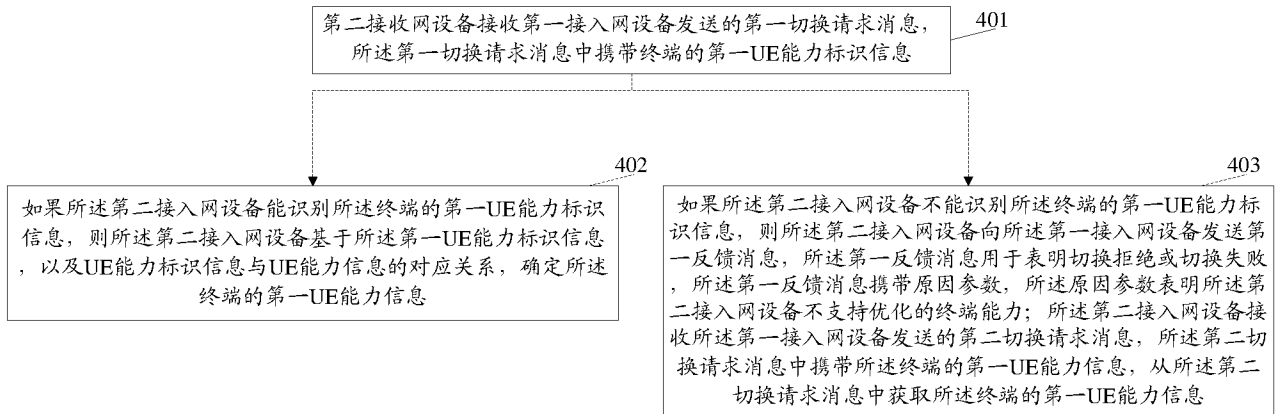 第二接收网设备接收第一接入网设备发送的第一切换请求消息，
所述第一切换请求消息中携带终端的第一UE能力标识信息
401
402
如果所述第二接入网设备能识别所述终端的第一UE能力标识
信息，则所述第二接入网设备基于所述第一UE能力标识信息
，以及UE能力标识信息与UE能力信息的对应关系，确定所述
终端的第一UE能力信息
403
如果所述第二接入网设备不能识别所述终端的第一UE能力标
识信息，则所述第二接入网设备向所述第一接入网设备发送第
一反馈消息，所述第一反馈消息用于表明切换拒绝或切换失败
，所述第一反馈消息携带原因参数，所述原因参数表明所述第
二接入网设备不支持优化的终端能力；所述第二接入网设备接
收所述第一接入网设备发送的第二切换请求消息，所述第二切
换请求消息中携带所述终端的第一UE能力信息，从所述第二
切换请求消息中获取所述终端的第一UE能力信息